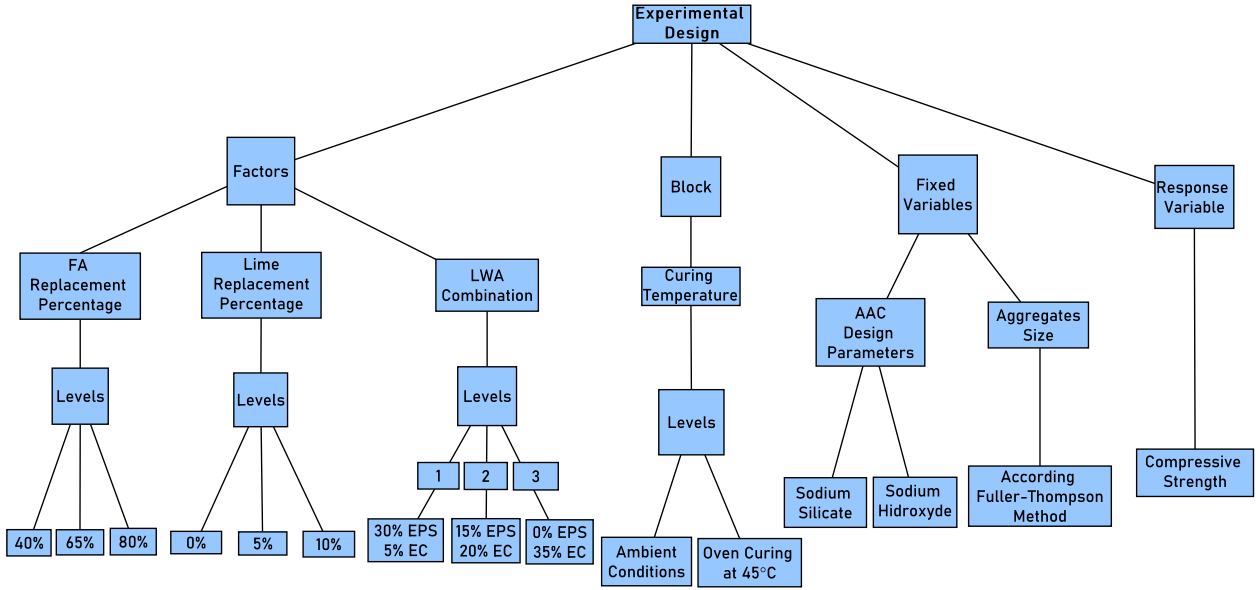 Experimental
Design
Factors
Block
Fixed
Variables
Response
Variable
FA
Replacement
Percentage
Lime
Replacement
Percentage
LWA
Combination
Curing
Temperature
AAC
Design
Parameters
Aggregates
Size
Levels
Levels
Levels
Levels
1
2
3
Sodium
Silicate
Sodium
Hidroxyde
According
Fuller-Thompson
Method
Compressive
Strength
40%
65%
80%
0%
5%
10%
30% EPS
5% EC
15% EPS
20% EC
0% EPS
35% EC
Ambient
Conditions
Oven Curing
at 45°C